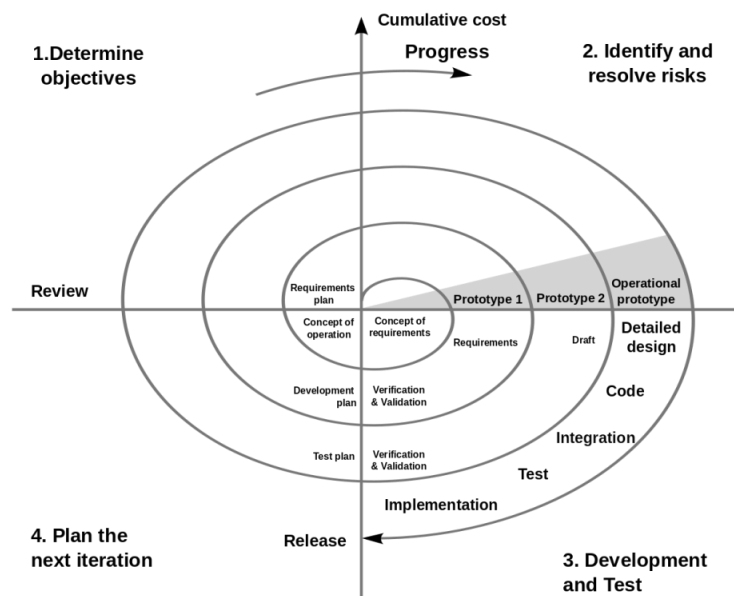 Cumulative cost
Progress
1.Determine
objectives
2. Identify and
resolve risks
Review
Requirements
plan
Prototype 1
Prototype 2
Operational
prototype
Concept of
operation
Concept of
requirements
Requirements
Draft
Detailed
design
Development
plan
Verification
& Validation
Code
Integration
Test plan
Verification
& Validation
Test
Implementation
Release
4. Plan the
next iteration
3. Development
and Test